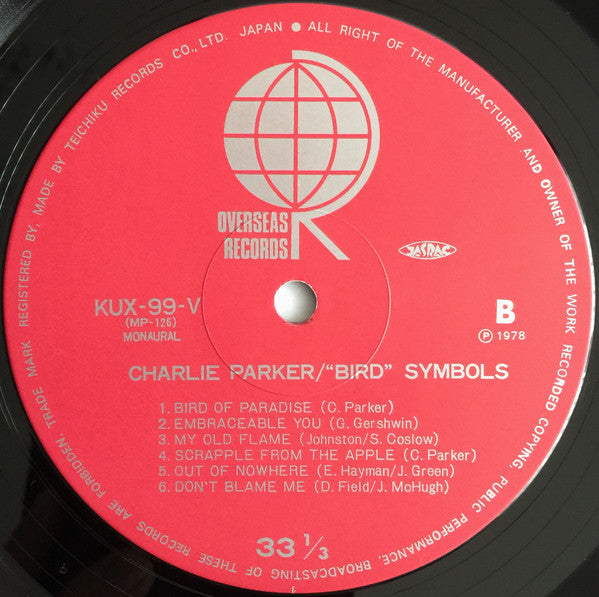 TRADE MARK REGISTERED BY, MADE BY TEICHIKU RECORDS CO., LTD. JAPAN ● ALL RIGHT OF THE MANUFACTURER AND OWNER OF THE WORK RECORDED COPYING, PUBLIC PERFORMANCE, BROADCASTING OF THESE RECORDS ARE FORBIDDEN,
OVERSEAS
RECORDS
R
JASRAC
KUX-99-V
(MP-126)
MONAURAL
B
Ⓟ 1978
CHARLIE PARKER/"BIRD" SYMBOLS
1. BIRD OF PARADISE (C. Parker)
2. EMBRACEABLE YOU (G. Gershwin)
3. MY OLD FLAME (Johnston/S. Coslow)
4. SCRAPPLE FROM THE APPLE (C. Parker)
5. OUT OF NOWHERE (E. Hayman/J. Green)
6. DON'T BLAME ME (D. Field/J. McHugh)
33 1/3